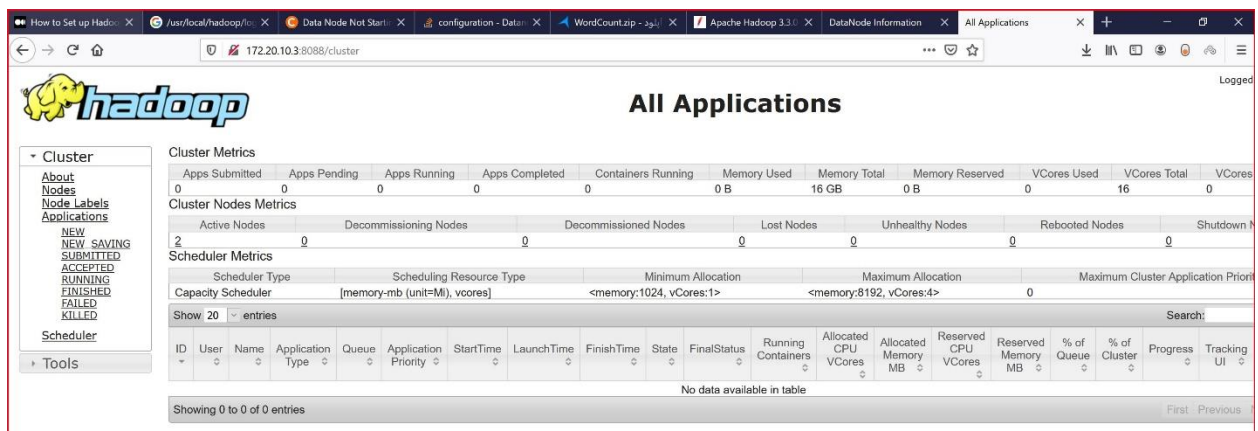 How to Set up Hadoo
/usr/local/hadoop/log
Data Node Not Startin
configuration - Datan
WordCount.zip - آپلود
Apache Hadoop 3.3.0
DataNode Information
All Applications
172.20.10.3:8088/cluster
Logged
hadoop
All Applications
Cluster
About
Nodes
Node Labels
Applications
NEW
NEW_SAVING
SUBMITTED
ACCEPTED
RUNNING
FINISHED
FAILED
KILLED
Scheduler
Tools
Cluster Metrics
Apps Submitted Apps Pending Apps Running Apps Completed Containers Running Memory Used Memory Total Memory Reserved VCores Used VCores Total VCores
0 0 0 0 0 0 B 16 GB 0 B 0 16 0
Cluster Nodes Metrics
Active Nodes Decommissioning Nodes Decommissioned Nodes Lost Nodes Unhealthy Nodes Rebooted Nodes Shutdown N
2 0 0 0 0 0 0
Scheduler Metrics
Scheduler Type Scheduling Resource Type Minimum Allocation Maximum Allocation Maximum Cluster Application Priorit
Capacity Scheduler [memory-mb (unit=Mi), vcores] <memory:1024, vCores:1> <memory:8192, vCores:4> 0
Show 20 entries Search:
ID User Name Application Type Queue Application Priority StartTime LaunchTime FinishTime State FinalStatus Running Containers Allocated CPU VCores Allocated Memory MB Reserved CPU VCores Reserved Memory MB % of Queue % of Cluster Progress Tracking UI
No data available in table
Showing 0 to 0 of 0 entries First Previous